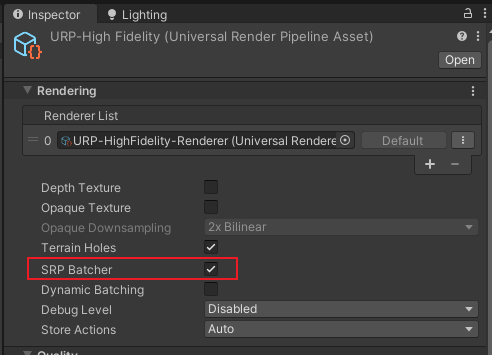 Inspector Lighting
URP-High Fidelity (Universal Render Pipeline Asset)
Open
Rendering
Renderer List
0 URP-HighFidelity-Renderer (Universal Rendere Default
Depth Texture
Opaque Texture
Opaque Downsampling 2x Bilinear
Terrain Holes
SRP Batcher
Dynamic Batching
Debug Level Disabled
Store Actions Auto
Quality